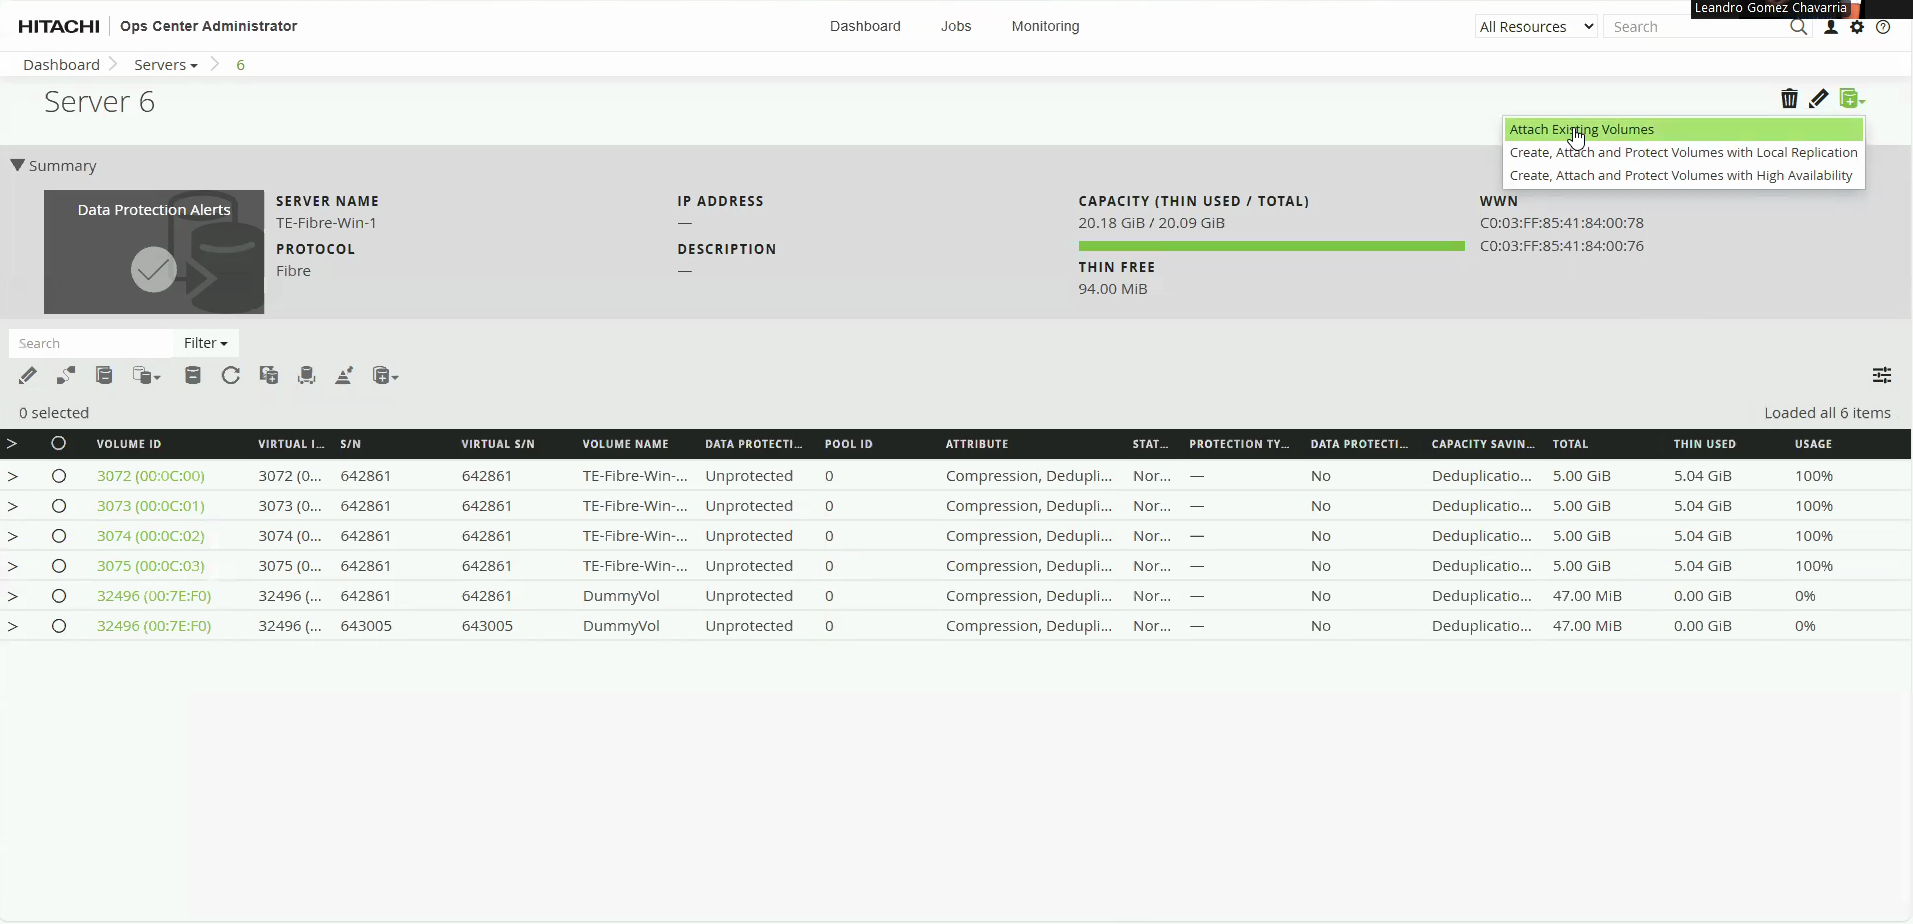 Leandro Gomez Chavarria
HITACHI Ops Center Administrator Dashboard Jobs Monitoring All Resources Search
Dashboard Servers 6
Server 6
Attach Existing Volumes
Create, Attach and Protect Volumes with Local Replication
Create, Attach and Protect Volumes with High Availability
Summary
Data Protection Alerts
SERVER NAME IP ADDRESS CAPACITY (THIN USED / TOTAL) WWN
TE-Fibre-Win-1 — 20.18 GiB / 20.09 GiB C0:03:FF:85:41:84:00:78
PROTOCOL DESCRIPTION C0:03:FF:85:41:84:00:76
Fibre — THIN FREE
94.00 MiB
Search Filter
0 selected Loaded all 6 items
VOLUME ID VIRTUAL I... S/N VIRTUAL S/N VOLUME NAME DATA PROTECTI... POOL ID ATTRIBUTE STAT... PROTECTION TY... DATA PROTECTI... CAPACITY SAVIN... TOTAL THIN USED USAGE
> 3072 (00:0C:00) 3072 (0... 642861 642861 TE-Fibre-Win-... Unprotected 0 Compression, Dedupli... Nor... — No Deduplicatio... 5.00 GiB 5.04 GiB 100%
> 3073 (00:0C:01) 3073 (0... 642861 642861 TE-Fibre-Win-... Unprotected 0 Compression, Dedupli... Nor... — No Deduplicatio... 5.00 GiB 5.04 GiB 100%
> 3074 (00:0C:02) 3074 (0... 642861 642861 TE-Fibre-Win-... Unprotected 0 Compression, Dedupli... Nor... — No Deduplicatio... 5.00 GiB 5.04 GiB 100%
> 3075 (00:0C:03) 3075 (0... 642861 642861 TE-Fibre-Win-... Unprotected 0 Compression, Dedupli... Nor... — No Deduplicatio... 5.00 GiB 5.04 GiB 100%
> 32496 (00:7E:F0) 32496 (... 642861 642861 DummyVol Unprotected 0 Compression, Dedupli... Nor... — No Deduplicatio... 47.00 MiB 0.00 GiB 0%
> 32496 (00:7E:F0) 32496 (... 643005 643005 DummyVol Unprotected 0 Compression, Dedupli... Nor... — No Deduplicatio... 47.00 MiB 0.00 GiB 0%